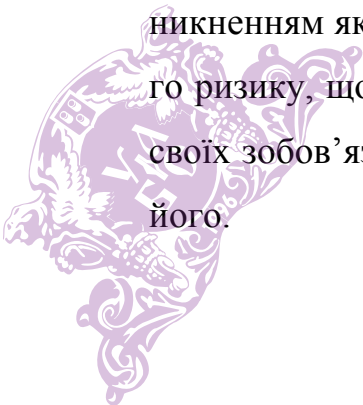 никненням як
го ризику, що
своїх зобов’яз
його.